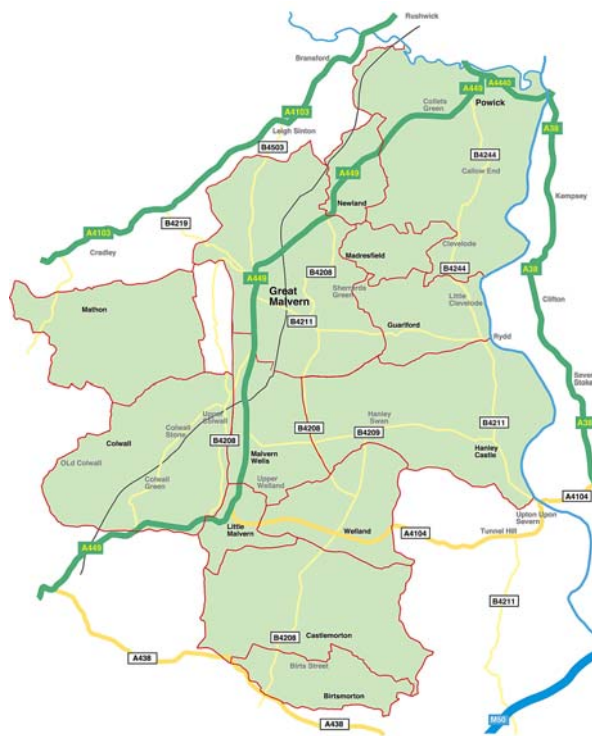 Rushwick
Bransford
A4440
A449
Collets
Green
Powick
A4103
Leigh Sinton
A38
B4503
B4244
A449
Callow End
Newland
Kempsey
B4219
A4103
Cradley
Clevelode
Madresfield
A449
B4208
B4244
A38
Great
Malvern
Sherrards
Green
Little
Clevelode
Clifton
Mathon
B4211
Guarlford
Rydd
Severn
Stoke
Upper
Colwall
Colwall
Stone
Hanley
Swan
A38
Colwall
B4208
B4208
B4209
B4211
OLd Colwall
Malvern
Wells
Hanley
Castle
Colwall
Green
Upper
Welland
A4104
Upton Upon
Severn
Little
Malvern
Welland
A4104
Tunnel Hill
A449
B4211
B4208
Castlemorton
A438
Birts Street
Birtsmorton
M50
A438